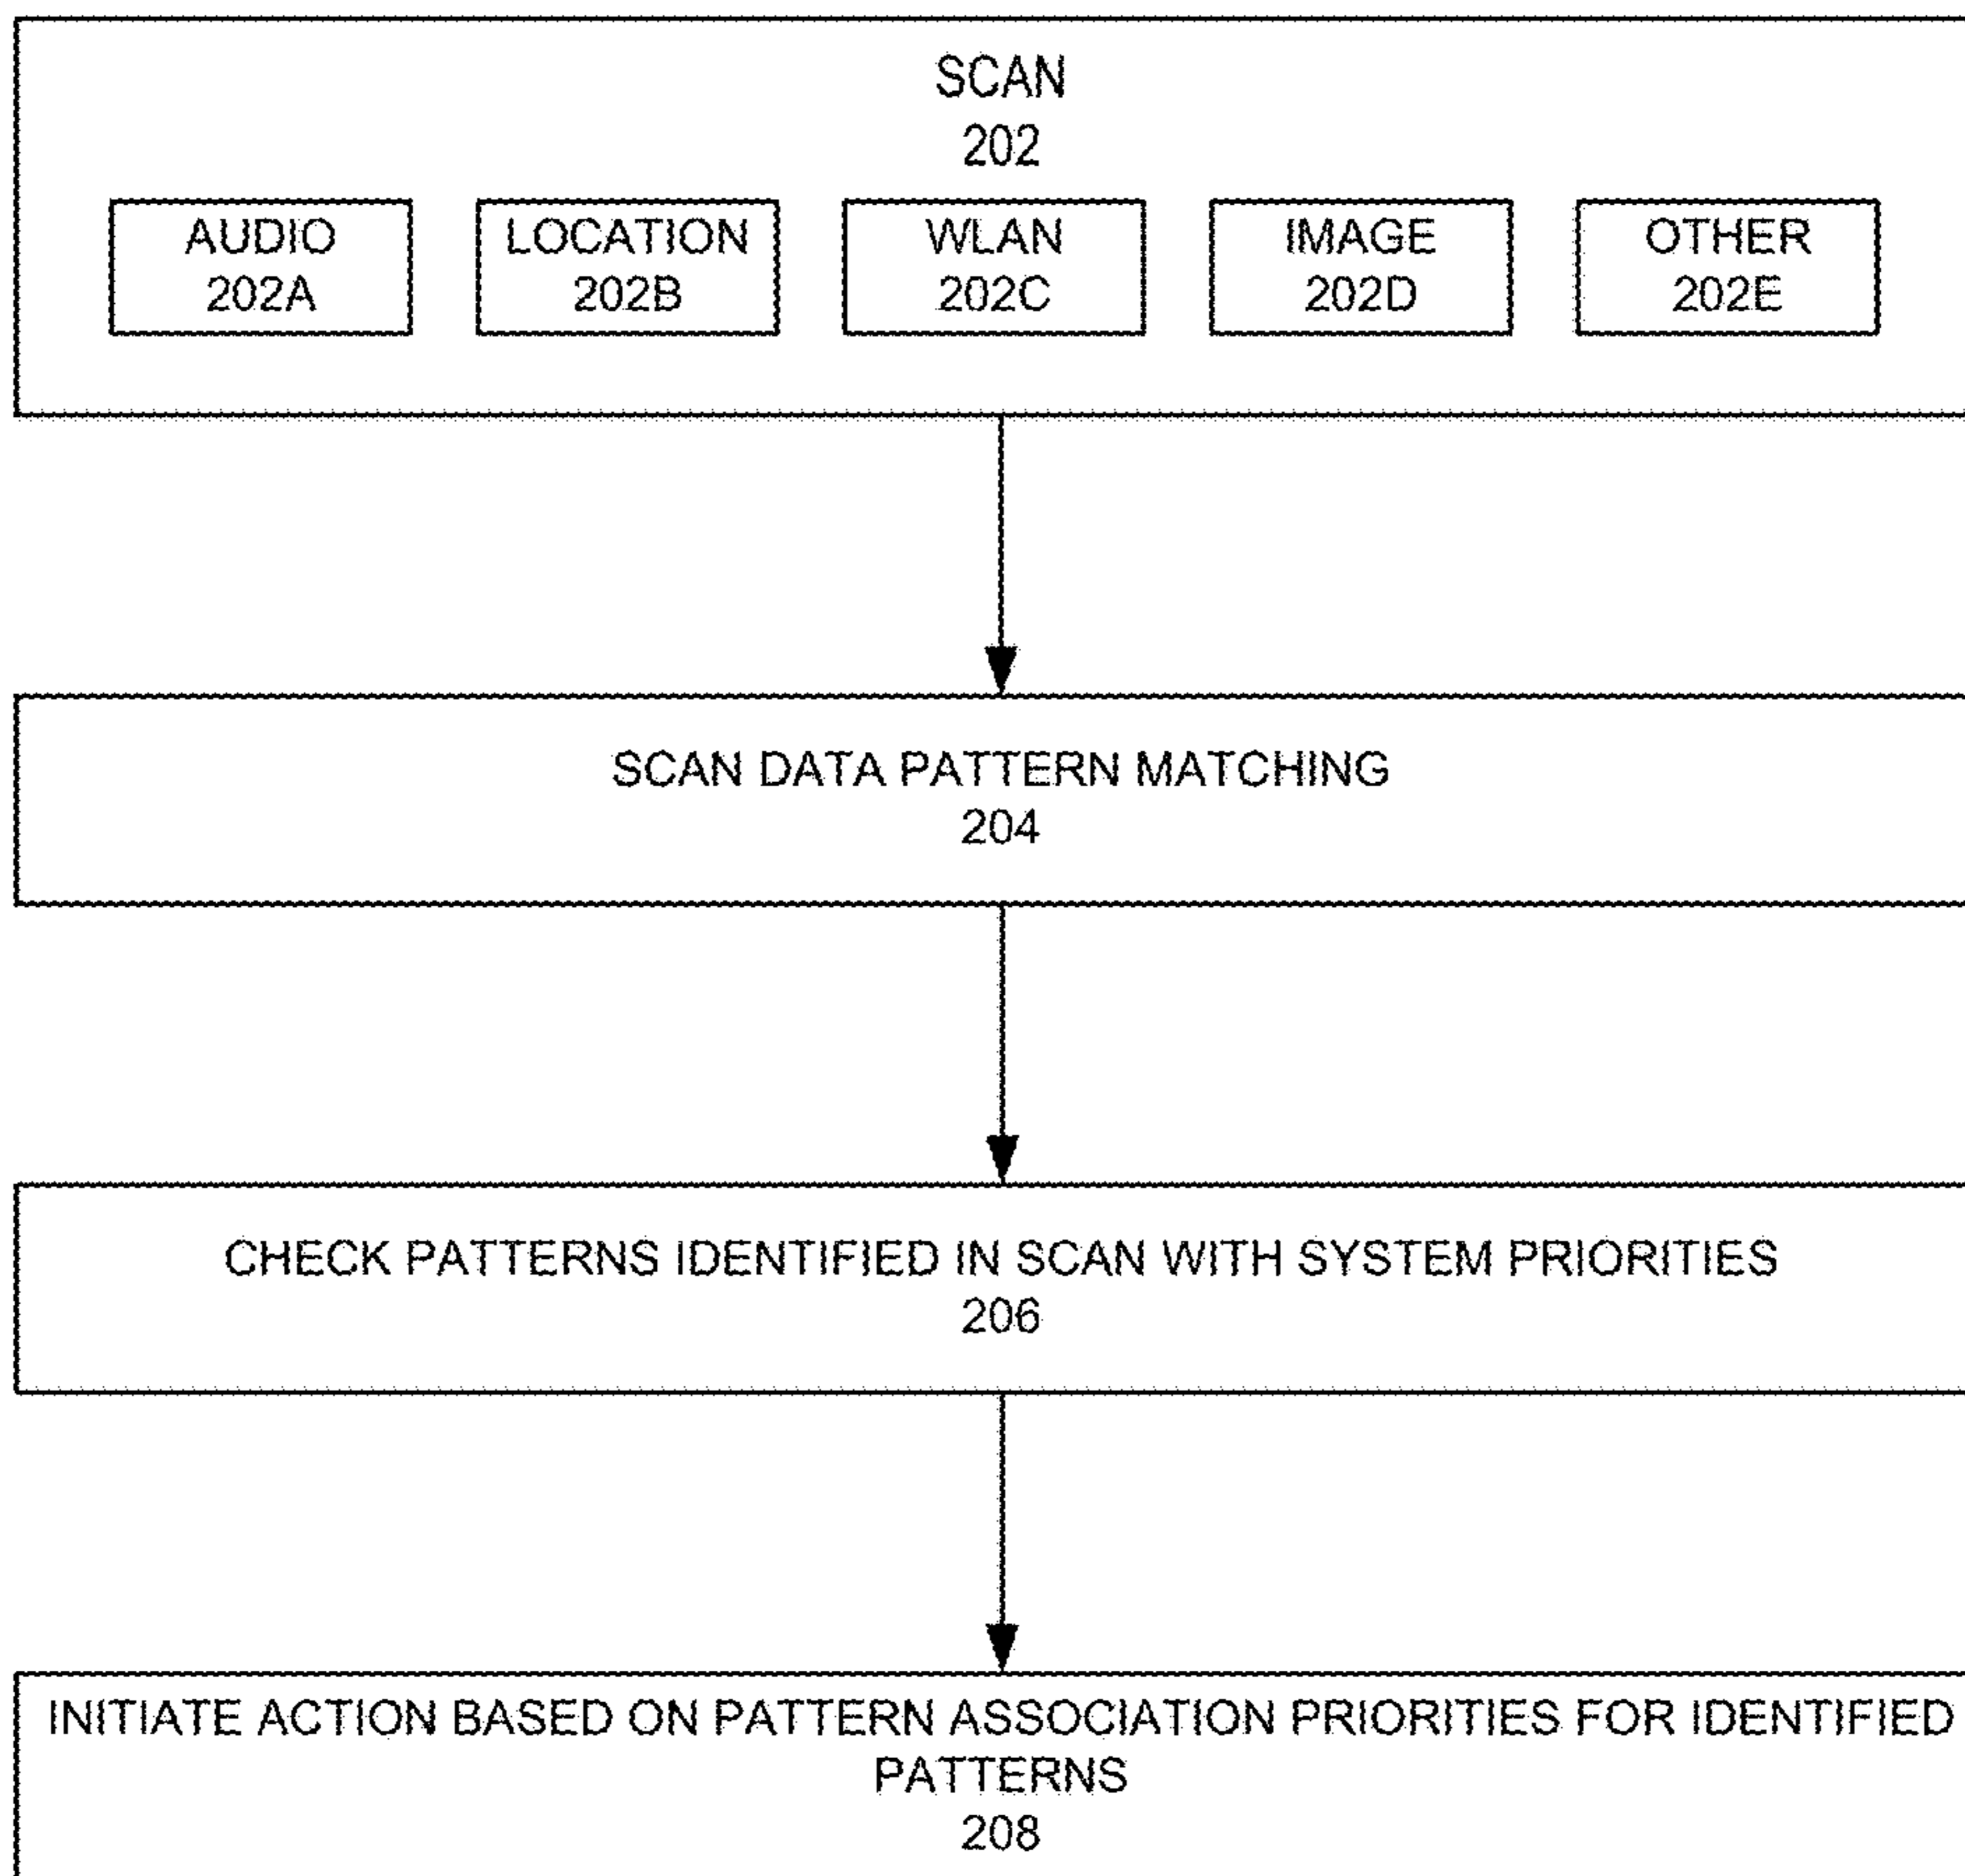 SCAN
202
AUDIO
202A
LOCATION
202B
WLAN
202C
IMAGE
202D
OTHER
202E
SCAN DATA PATTERN MATCHING
204
CHECK PATTERNS IDENTIFIED IN SCAN WITH SYSTEM PRIORITIES
206
INITIATE ACTION BASED ON PATTERN ASSOCIATION PRIORITIES FOR IDENTIFIED
PATTERNS
208